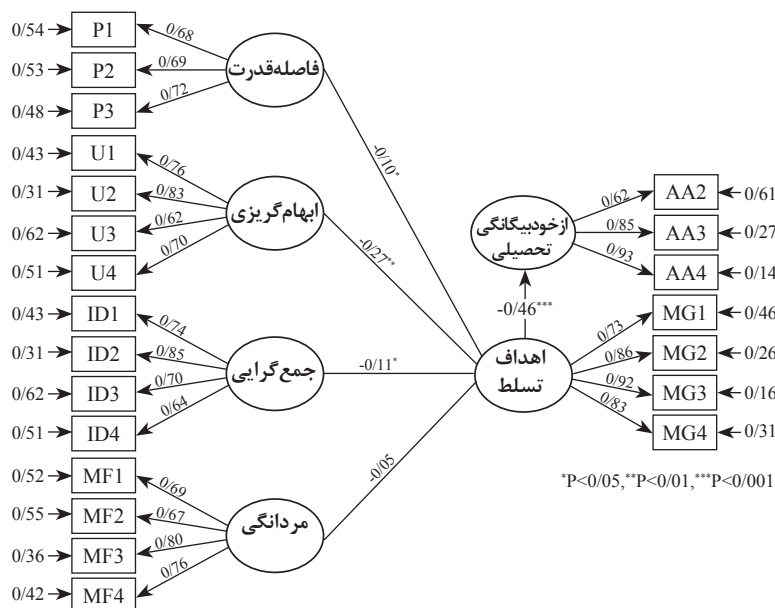 0/54
P1
0/68
0/53
P2
0/69
0/48
P3
0/72
فاصله‌قدرت
-0/10*
0/43
U1
0/76
0/31
U2
0/83
0/62
U3
0/62
0/51
U4
0/70
ابهام‌گریزی
-0/27**
0/43
ID1
0/74
0/31
ID2
0/85
0/62
ID3
0/70
0/51
ID4
0/64
جمع‌گرایی
-0/11*
0/52
MF1
0/69
0/55
MF2
0/67
0/36
MF3
0/80
0/42
MF4
0/76
مردانگی
-0/05
ازخودبیگانگی
تحصیلی
0/62
AA2
0/61
0/85
AA3
0/27
0/93
AA4
0/14
-0/46***
اهداف
تسلط
0/73
MG1
0/46
0/86
MG2
0/26
0/92
MG3
0/16
0/83
MG4
0/31
*P<0/05,**P<0/01,***P<0/001